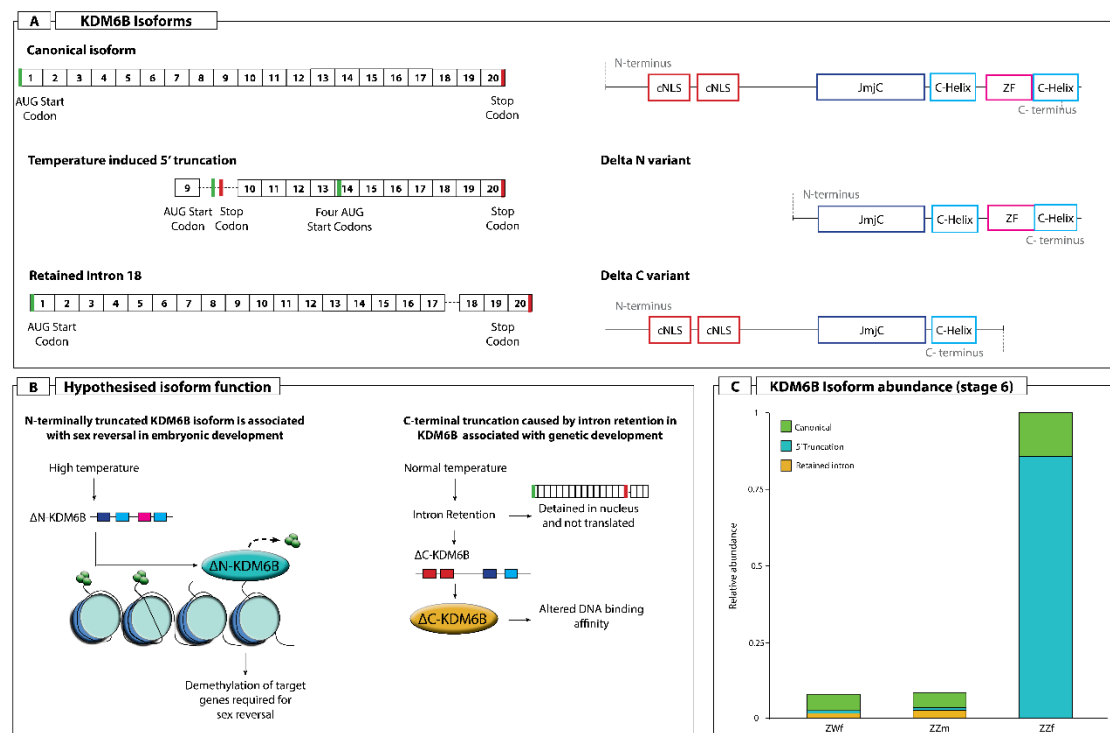 A KDM6B Isoforms
Canonical isoform
1 2 3 4 5 6 7 8 9 10 11 12 13 14 15 16 17 18 19 20
AUG Start
Codon
Stop
Codon
N-terminus
cNLS cNLS JmjC C-Helix ZF C-Helix
C- terminus
Temperature induced 5’ truncation
9 10 11 12 13 14 15 16 17 18 19 20
AUG Start
Codon
Stop
Codon
Four AUG
Start Codons
Stop
Codon
Delta N variant
N-terminus
JmjC C-Helix ZF C-Helix
C- terminus
Retained Intron 18
1 2 3 4 5 6 7 8 9 10 11 12 13 14 15 16 17 18 19 20
AUG Start
Codon
Stop
Codon
Delta C variant
N-terminus
cNLS cNLS JmjC C-Helix
C- terminus
B Hypothesised isoform function
N-terminally truncated KDM6B isoform is associated
with sex reversal in embryonic development
High temperature
ΔN-KDM6B
ΔN-KDM6B
Demethylation of target
genes required for
sex reversal
C-terminal truncation caused by intron retention in
KDM6B associated with genetic development
Normal temperature
Intron Retention
Detained in nucleus
and not translated
ΔC-KDM6B
ΔC-KDM6B
Altered DNA binding
affinity
C KDM6B Isoform abundance (stage 6)
Relative abundance
1
0.75
0.5
0.25
0
Canonical
5'Truncation
Retained intron
ZWf ZZm ZZf